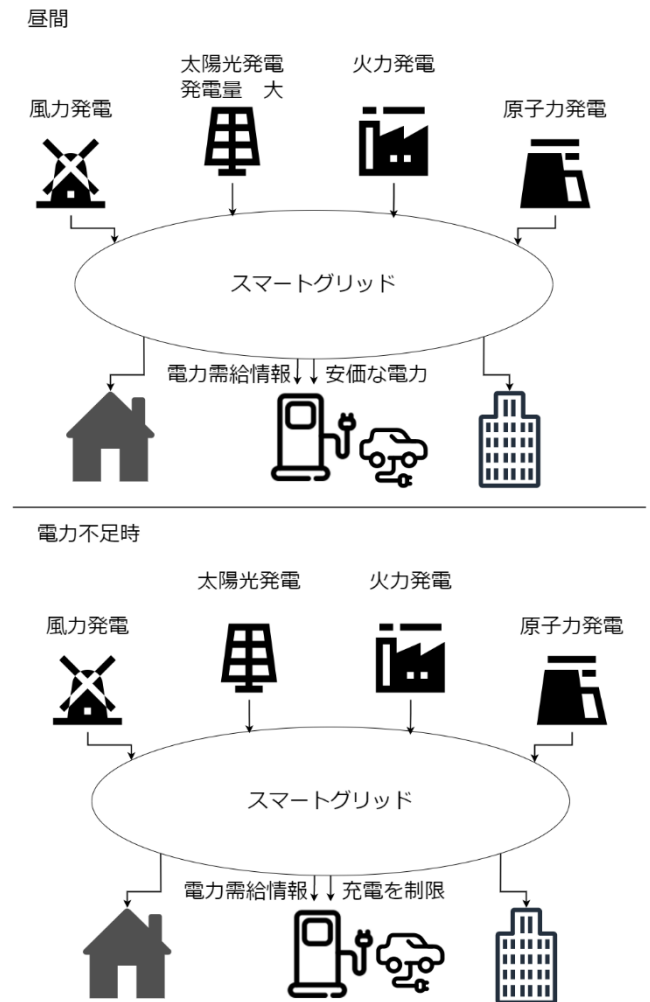 昼間
太陽光発電
発電量　大
火力発電
風力発電
原子力発電
スマートグリッド
電力需給情報
安価な電力
電力不足時
太陽光発電
火力発電
風力発電
原子力発電
スマートグリッド
電力需給情報
充電を制限